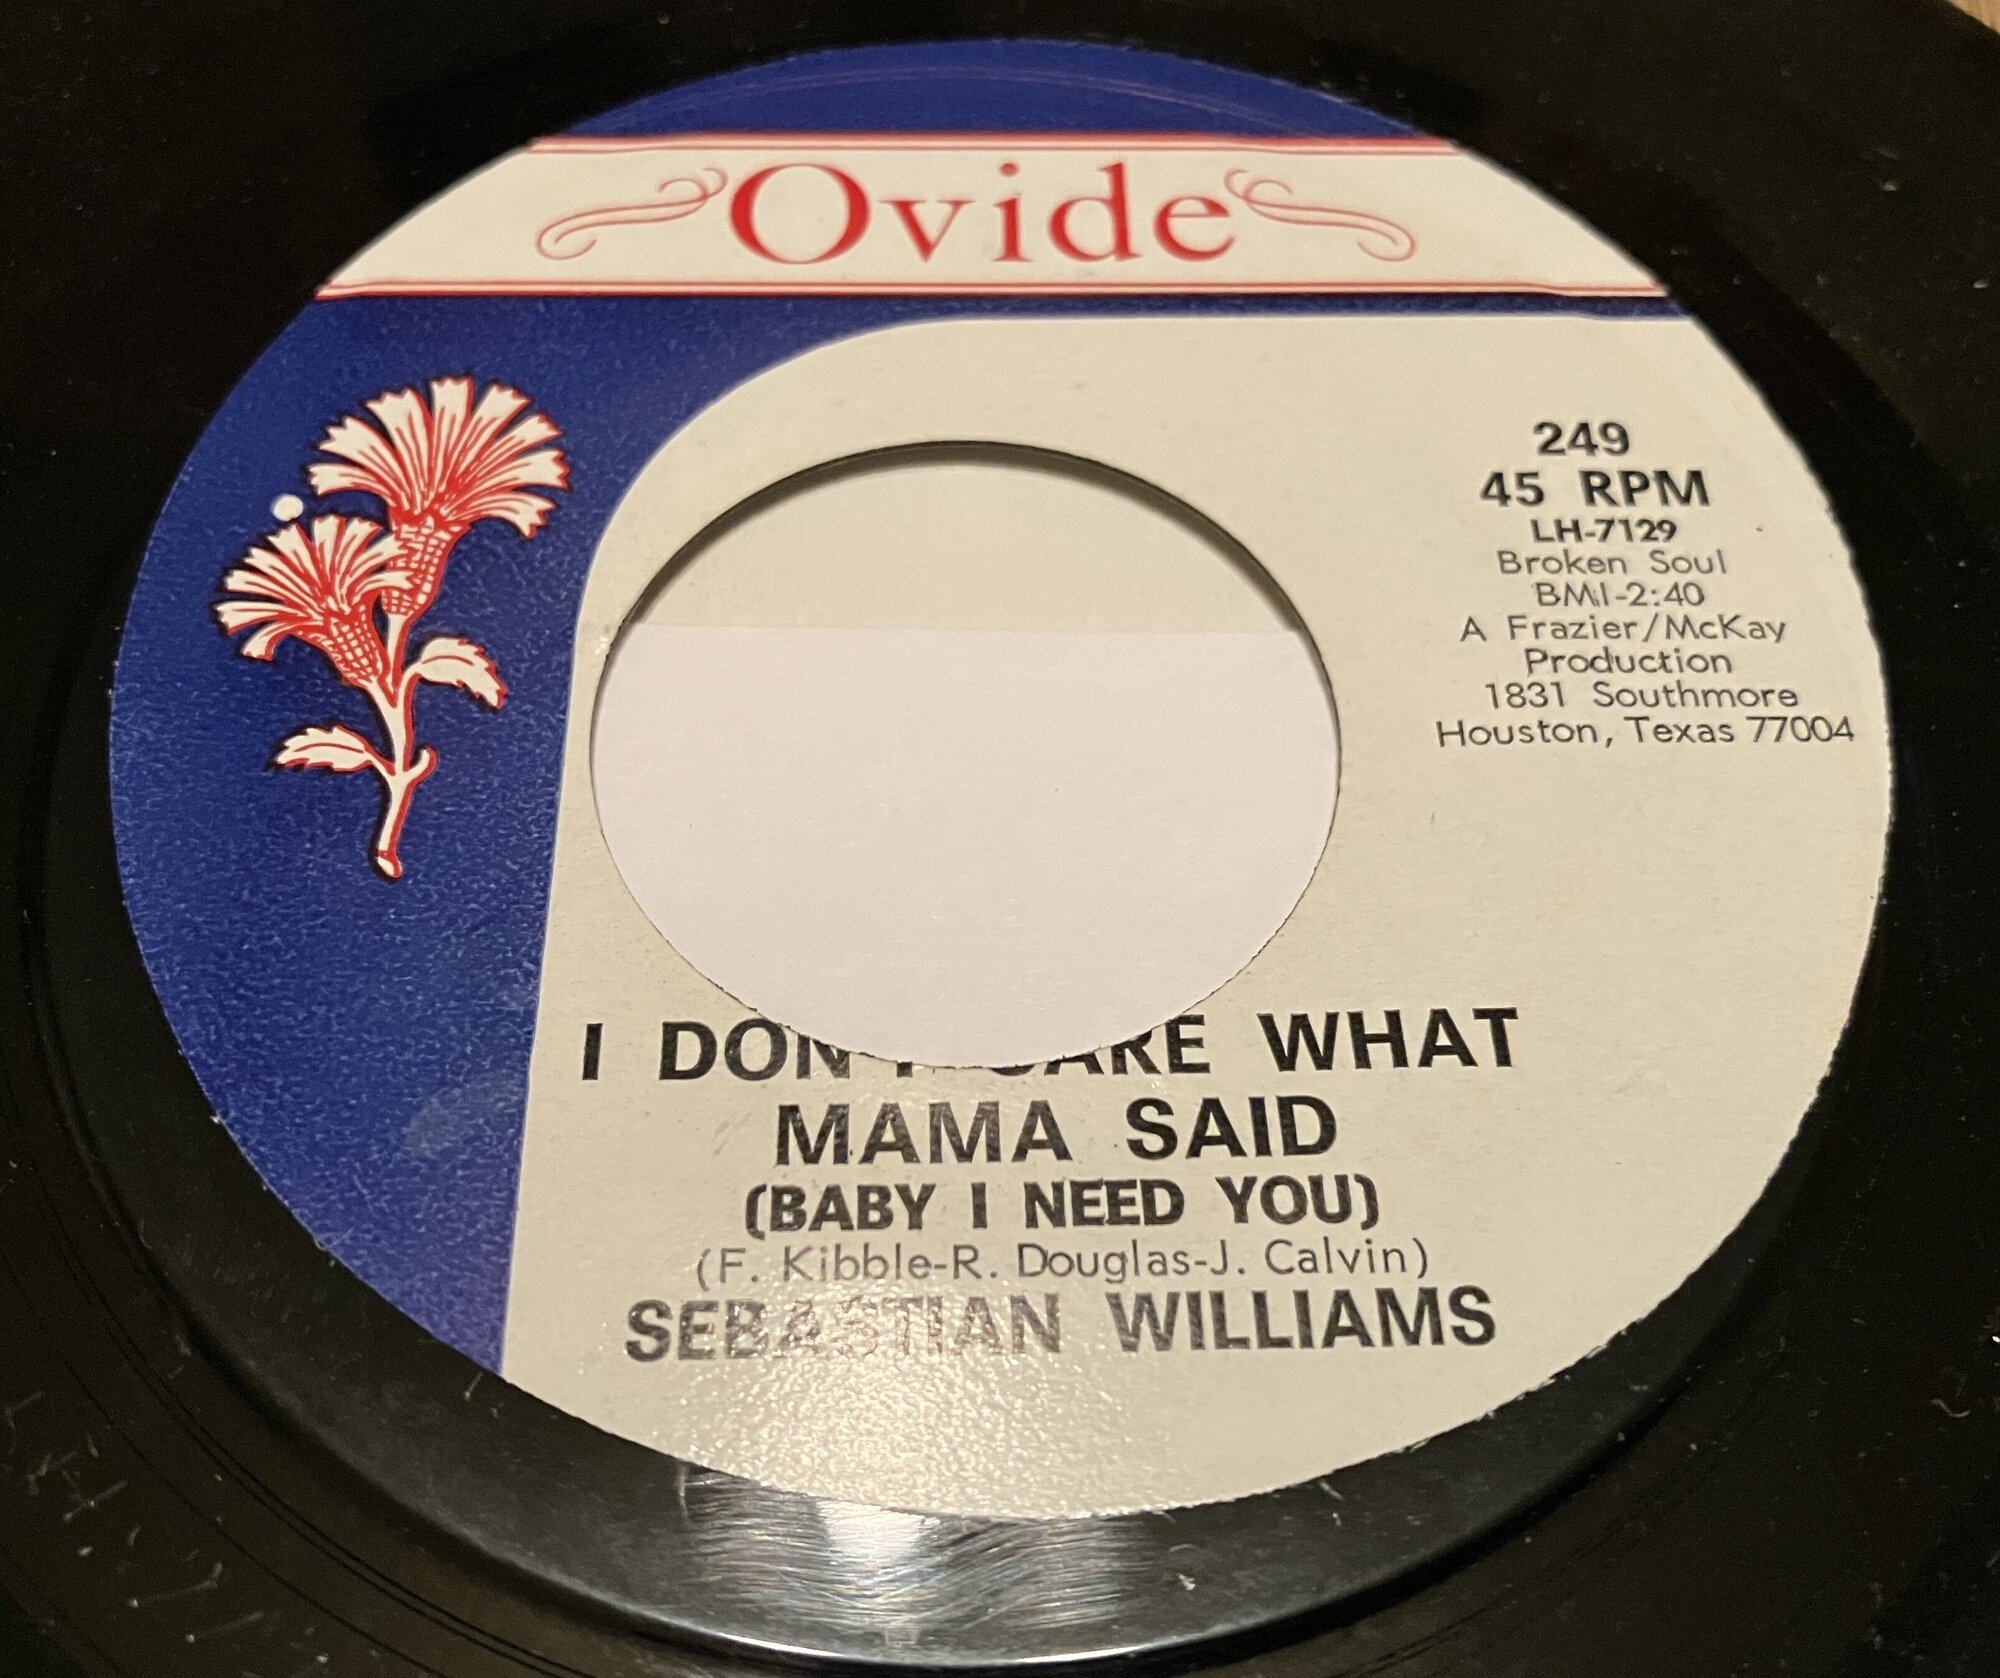 Ovide
249
45 RPM
LH-7129
Broken Soul
BMI-2:40
A Frazier/McKay
Production
1831 Southmore
Houston, Texas 77004
I DON'T CARE WHAT
MAMA SAID
(BABY I NEED YOU)
(F. Kibble-R. Douglas-J. Calvin)
SEBASTIAN WILLIAMS